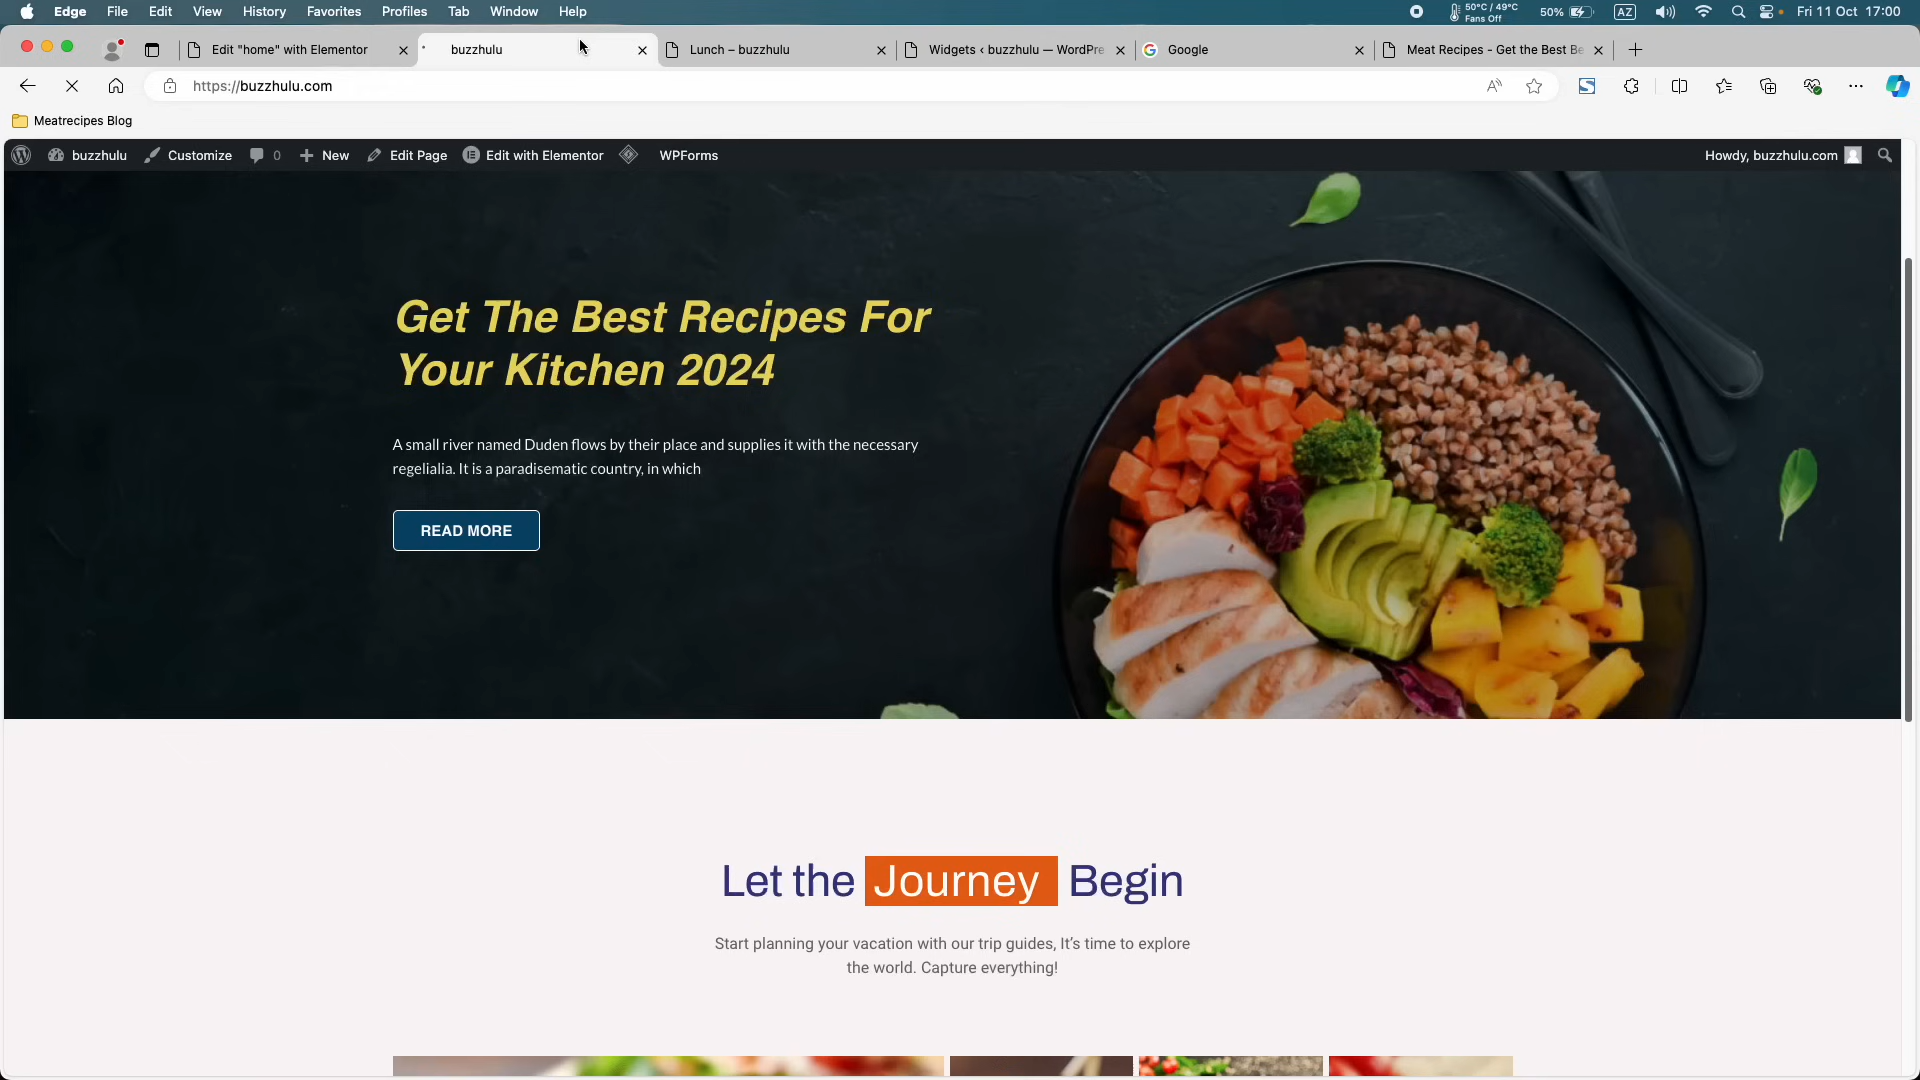 Edge File Edit View History Favorites Profiles Tab Window Help 50°C / 49°C 50% AZ Fri 11 Oct 17:00
Fans Off
Edit "home" with Elementor buzzhulu Lunch – buzzhulu Widgets ‹ buzzhulu — WordPre Google Meat Recipes - Get the Best Be
https://buzzhulu.com
Meatrecipes Blog
buzzhulu Customize 0 New Edit Page Edit with Elementor WPForms Howdy, buzzhulu.com
Get The Best Recipes For
Your Kitchen 2024
A small river named Duden flows by their place and supplies it with the necessary
regelialia. It is a paradisematic country, in which
READ MORE
Let the Journey Begin
Start planning your vacation with our trip guides, It's time to explore
the world. Capture everything!